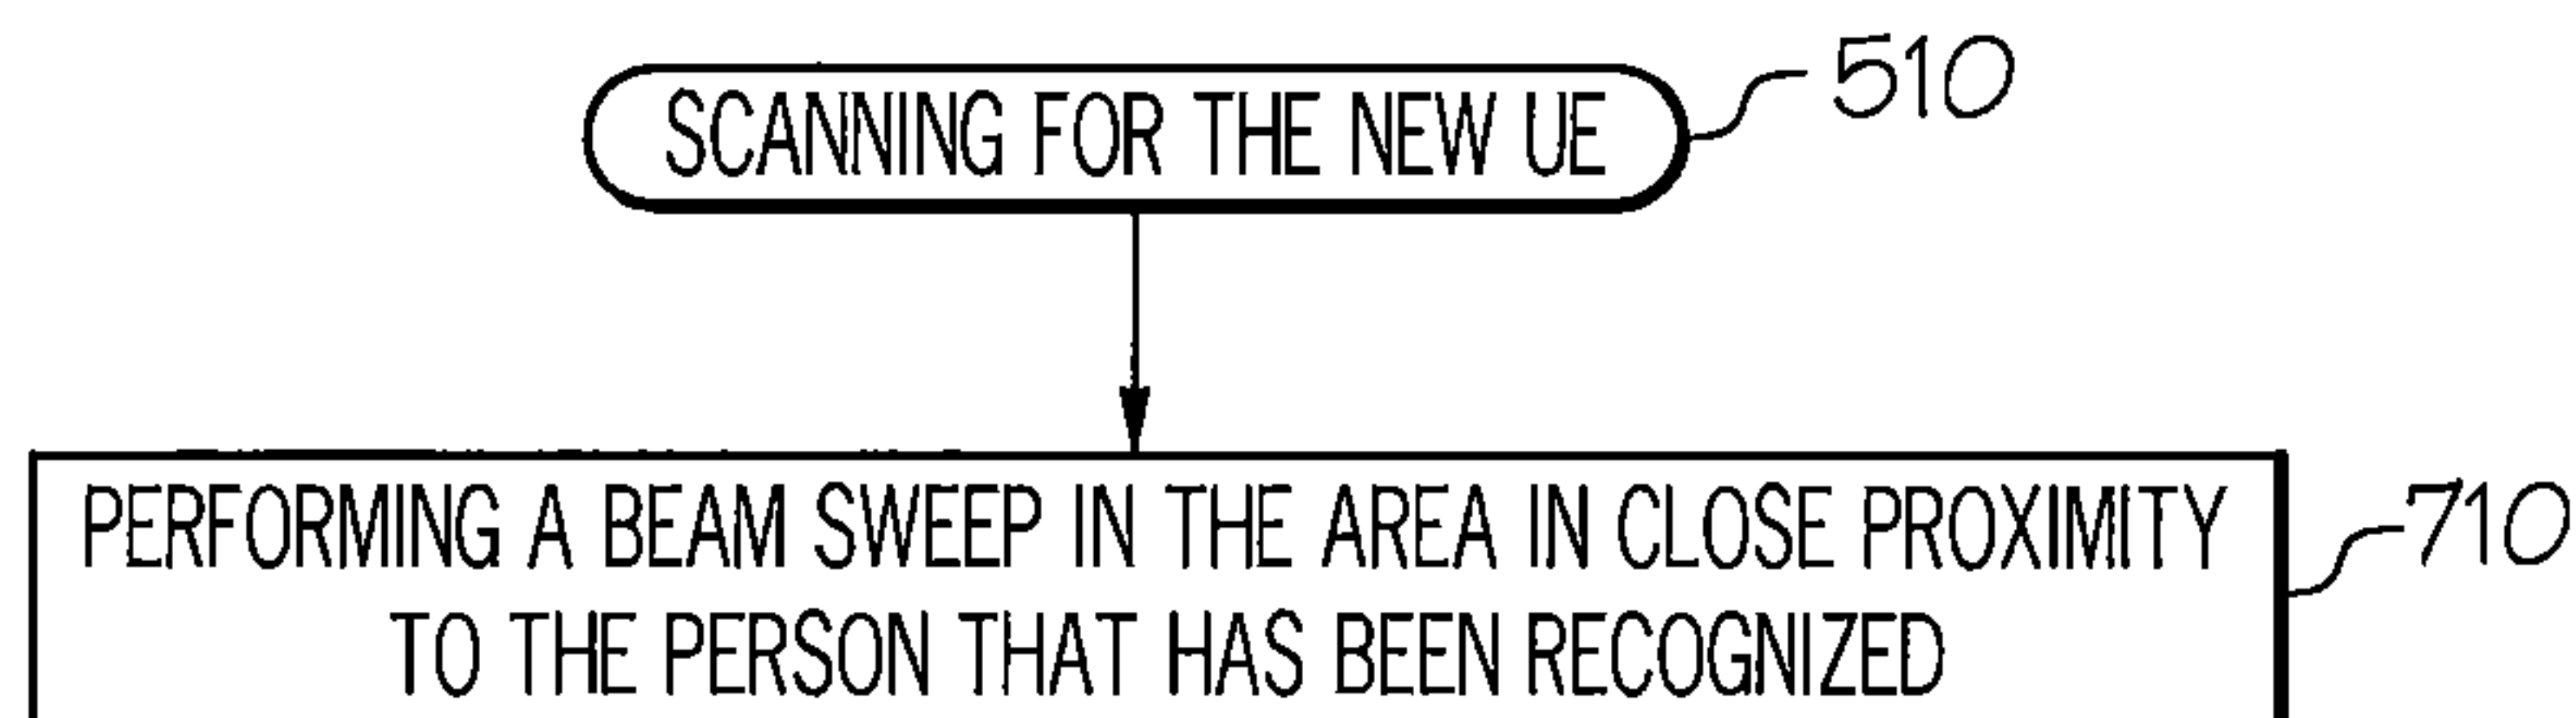 SCANNING FOR THE NEW UE
510
PERFORMING A BEAM SWEEP IN THE AREA IN CLOSE PROXIMITY
TO THE PERSON THAT HAS BEEN RECOGNIZED
710